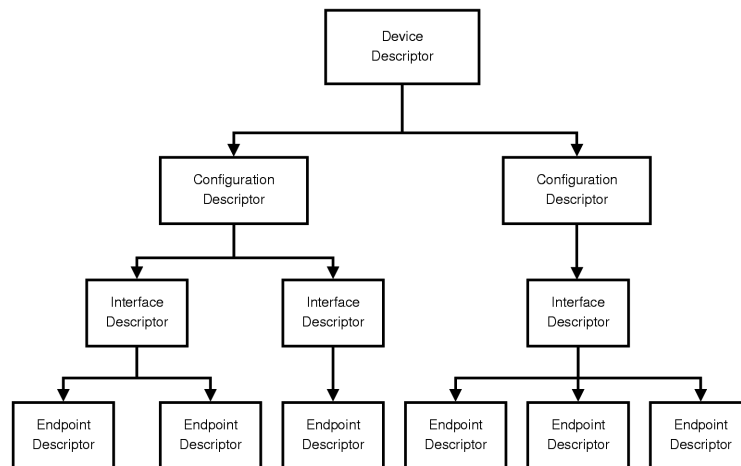 Device
Descriptor
Configuration
Descriptor
Configuration
Descriptor
Interface
Descriptor
Interface
Descriptor
Interface
Descriptor
Endpoint
Descriptor
Endpoint
Descriptor
Endpoint
Descriptor
Endpoint
Descriptor
Endpoint
Descriptor
Endpoint
Descriptor